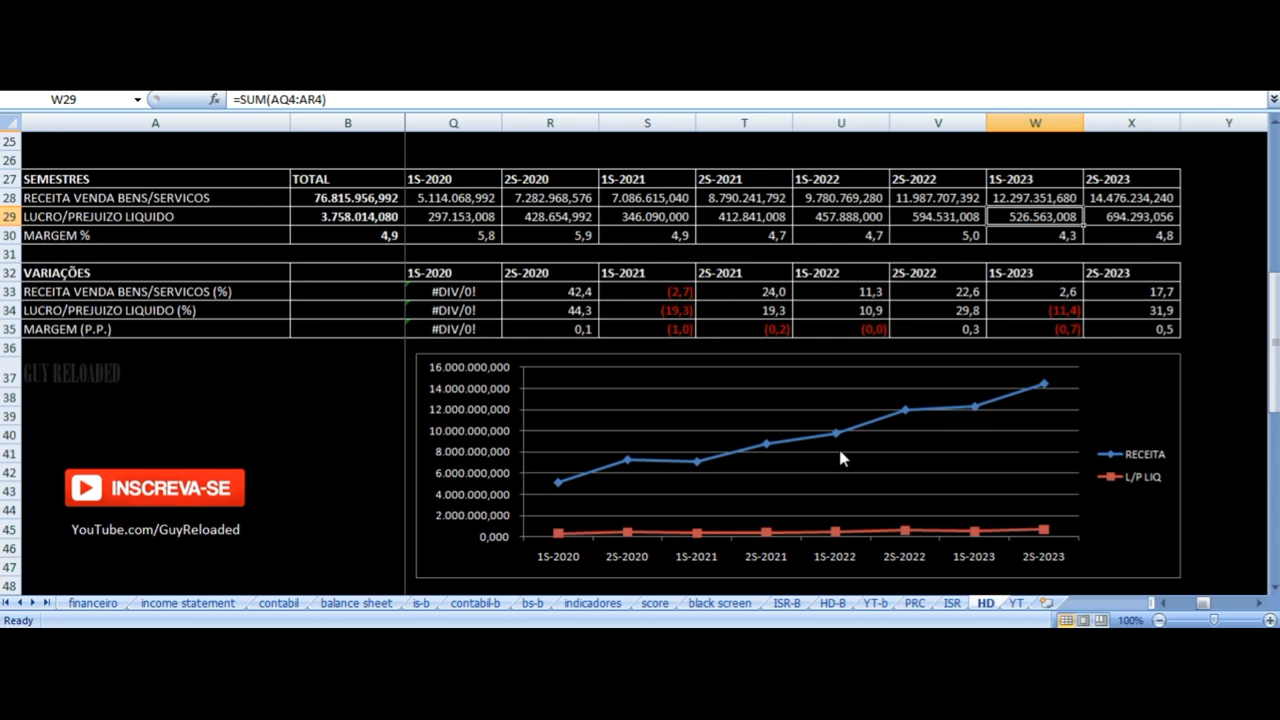 W29 fx =SUM(AQ4:AR4)
A B Q R S T U V W X Y
25
26
27 SEMESTRES TOTAL 1S-2020 2S-2020 1S-2021 2S-2021 1S-2022 2S-2022 1S-2023 2S-2023
28 RECEITA VENDA BENS/SERVICOS 76.815.956,992 5.114.068,992 7.282.968,576 7.086.615,040 8.790.241,792 9.780.769,280 11.987.707,392 12.297.351,680 14.476.234,240
29 LUCRO/PREJUIZO LIQUIDO 3.758.014,080 297.153,008 428.654,992 346.090,000 412.841,008 457.888,000 594.531,008 526.563,008 694.293,056
30 MARGEM % 4,9 5,8 5,9 4,9 4,7 4,7 5,0 4,3 4,8
31
32 VARIAÇÕES 1S-2020 2S-2020 1S-2021 2S-2021 1S-2022 2S-2022 1S-2023 2S-2023
33 RECEITA VENDA BENS/SERVICOS (%) #DIV/0! 42,4 (2,7) 24,0 11,3 22,6 2,6 17,7
34 LUCRO/PREJUIZO LIQUIDO (%) #DIV/0! 44,3 (19,3) 19,3 10,9 29,8 (11,4) 31,9
35 MARGEM (P.P.) #DIV/0! 0,1 (1,0) (0,2) (0,0) 0,3 (0,7) 0,5
36
37 GUY RELOADED
38
39
40
41
42
43
44
45
46
47
48
INSCREVA-SE
YouTube.com/GuyReloaded
16.000.000,000
14.000.000,000
12.000.000,000
10.000.000,000
8.000.000,000
6.000.000,000
4.000.000,000
2.000.000,000
0,000
1S-2020 2S-2020 1S-2021 2S-2021 1S-2022 2S-2022 1S-2023 2S-2023
RECEITA
L/P LIQ
financeiro income statement contabil balance sheet is-b contabil-b bs-b indicadores score black screen ISR-B HD-B YT-b PRC ISR HD YT
Ready 100%